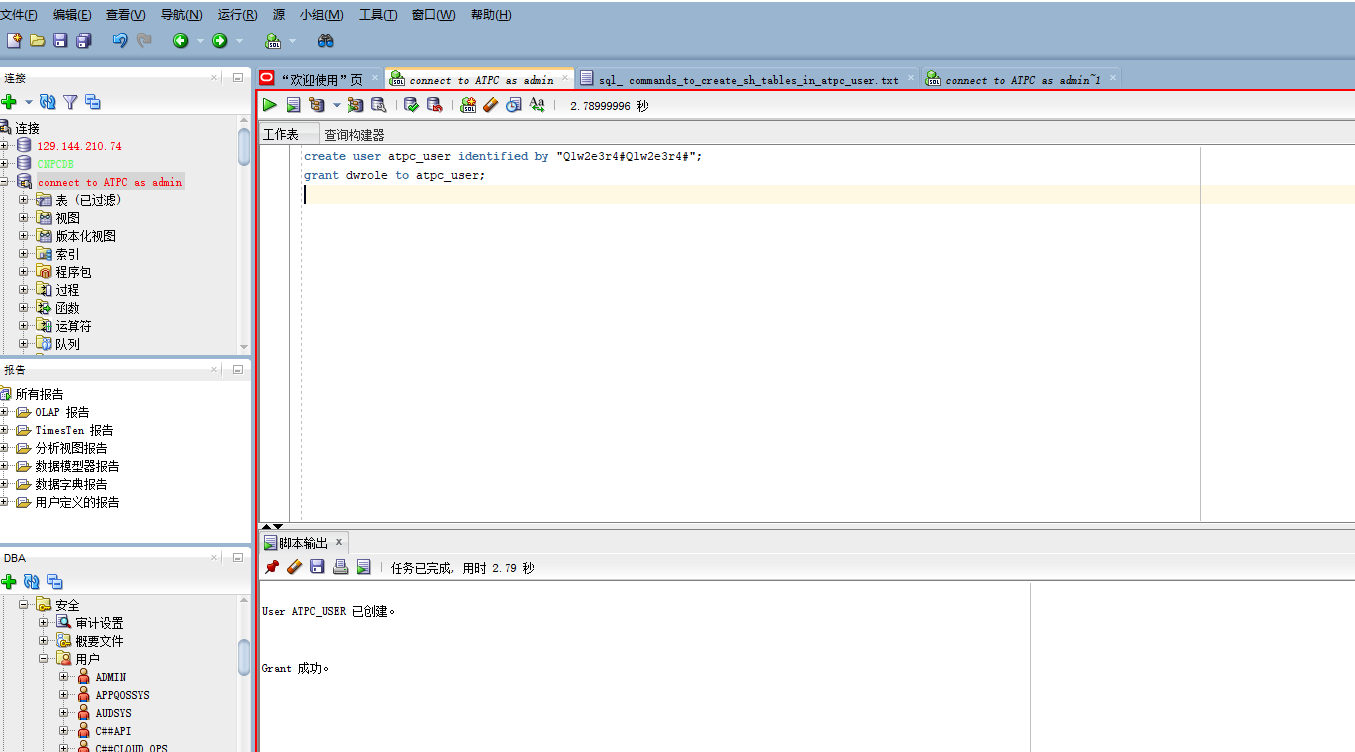 文件(F) 编辑(E) 查看(V) 导航(N) 运行(R) 源 小组(M) 工具(T) 窗口(W) 帮助(H)
连接
连接
129.144.210.74
CNPCDB
connect to ATPC as admin
表 (已过滤)
视图
版本化视图
索引
程序包
过程
函数
运算符
队列
报告
所有报告
OLAP 报告
TimesTen 报告
分析视图报告
数据模型器报告
数据字典报告
用户定义的报告
DBA
安全
审计设置
概要文件
用户
ADMIN
APPQOSSYS
AUDSYS
C##API
C##CLOUD_OPS
“欢迎使用”页 connect to ATPC as admin sql_ commands_to_create_sh_tables_in_atpc_user.txt connect to ATPC as admin~1
2.78999996 秒
工作表 查询构建器
create user atpc_user identified by "Q1w2e3r4#Q1w2e3r4#";
grant dwrole to atpc_user;
脚本输出
任务已完成, 用时 2.79 秒
User ATPC_USER 已创建。
Grant 成功。